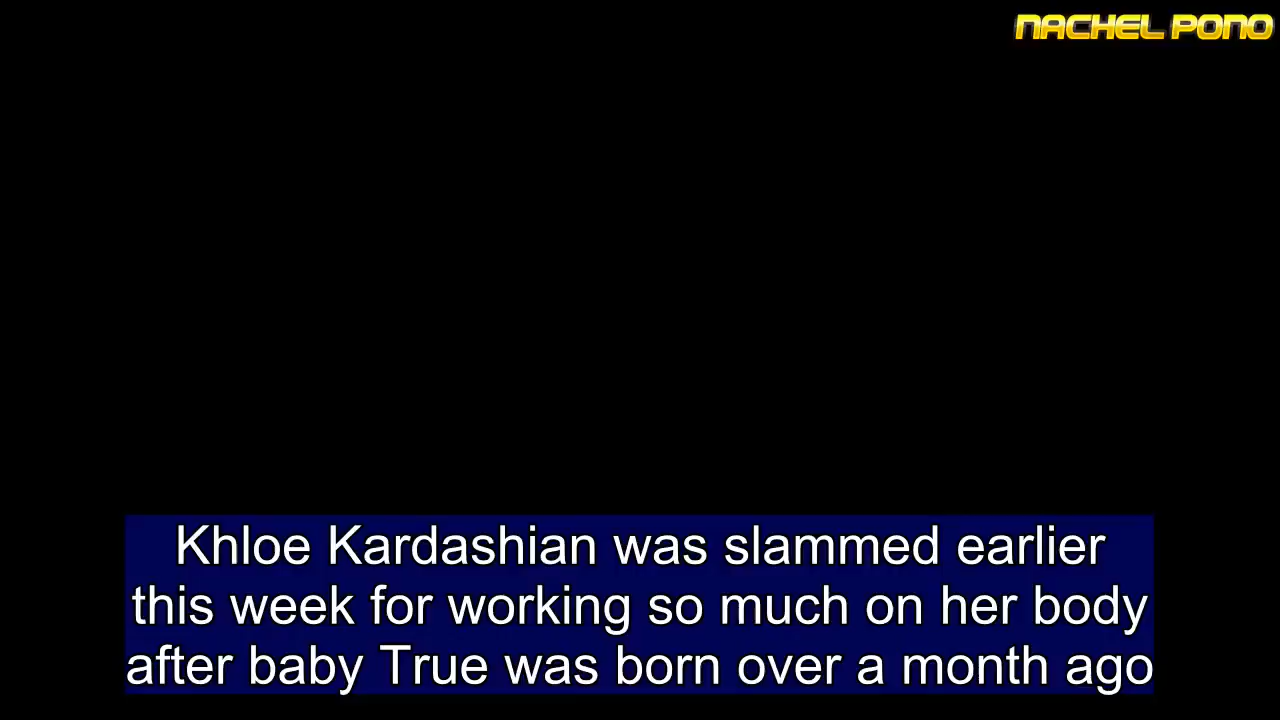 NACHEL PONO
Khloe Kardashian was slammed earlier
this week for working so much on her body
after baby True was born over a month ago